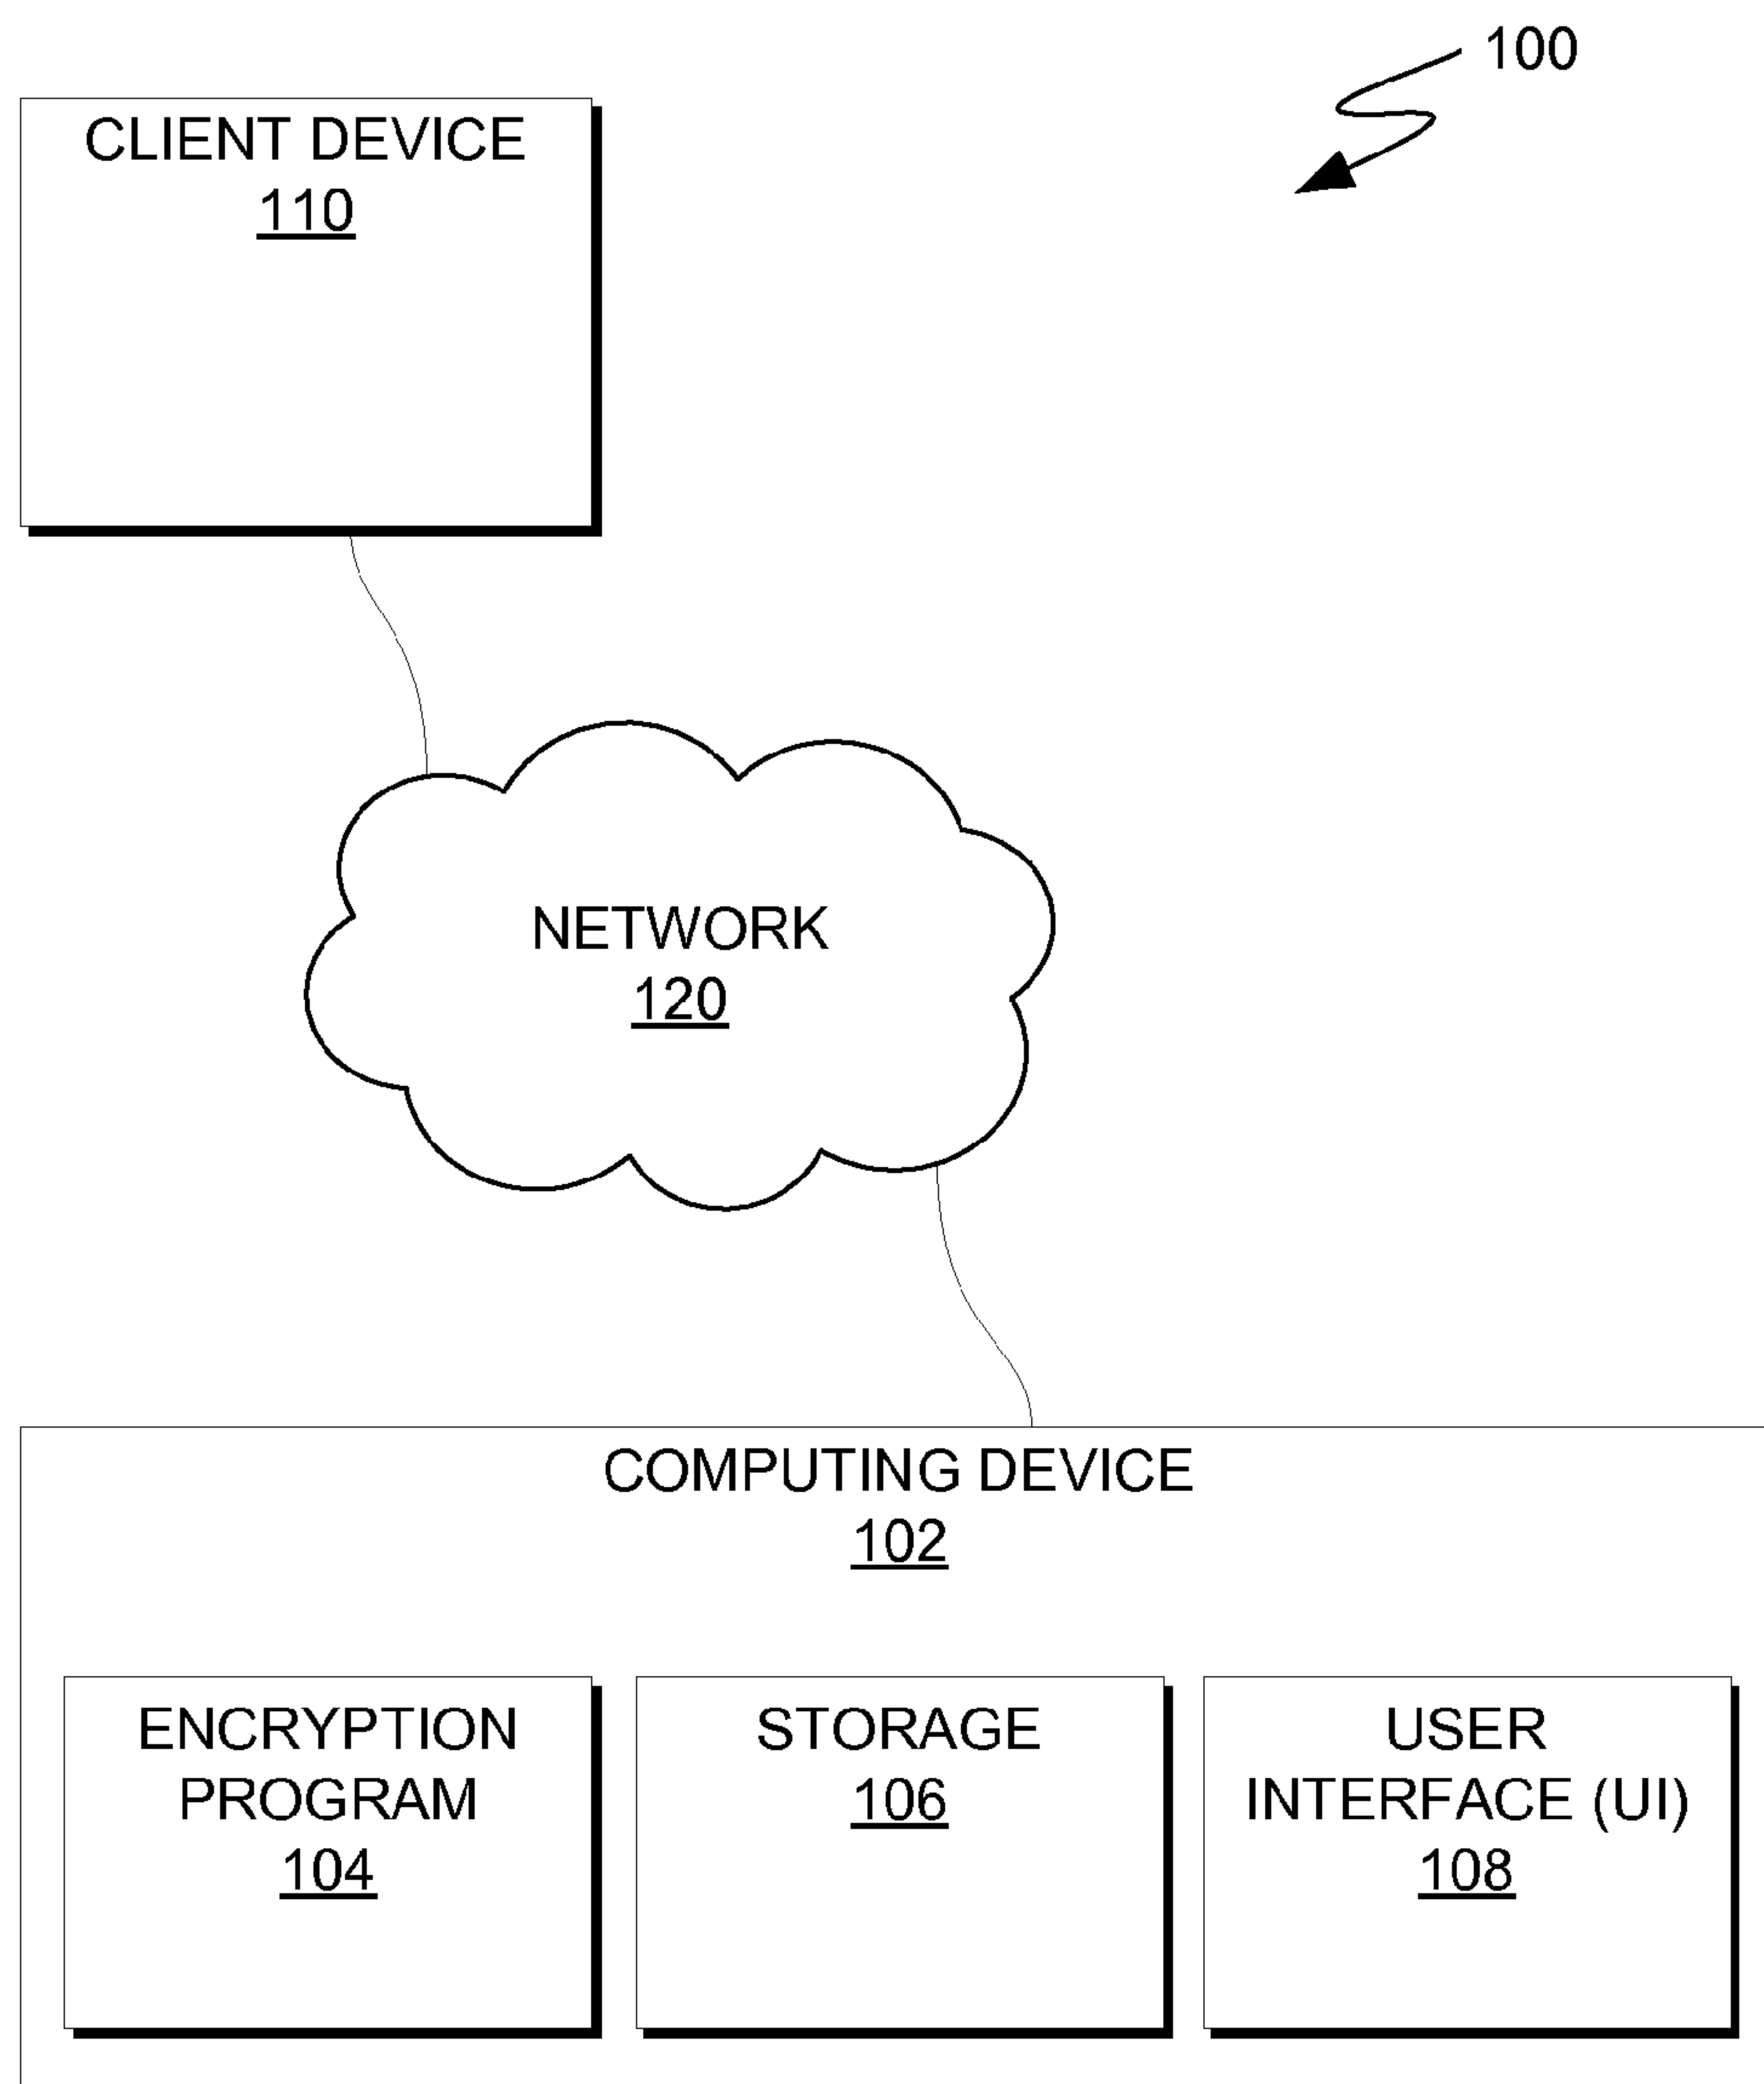 100
CLIENT DEVICE
110
NETWORK
120
COMPUTING DEVICE
102
ENCRYPTION
PROGRAM
104
STORAGE
106
USER
INTERFACE (UI)
108